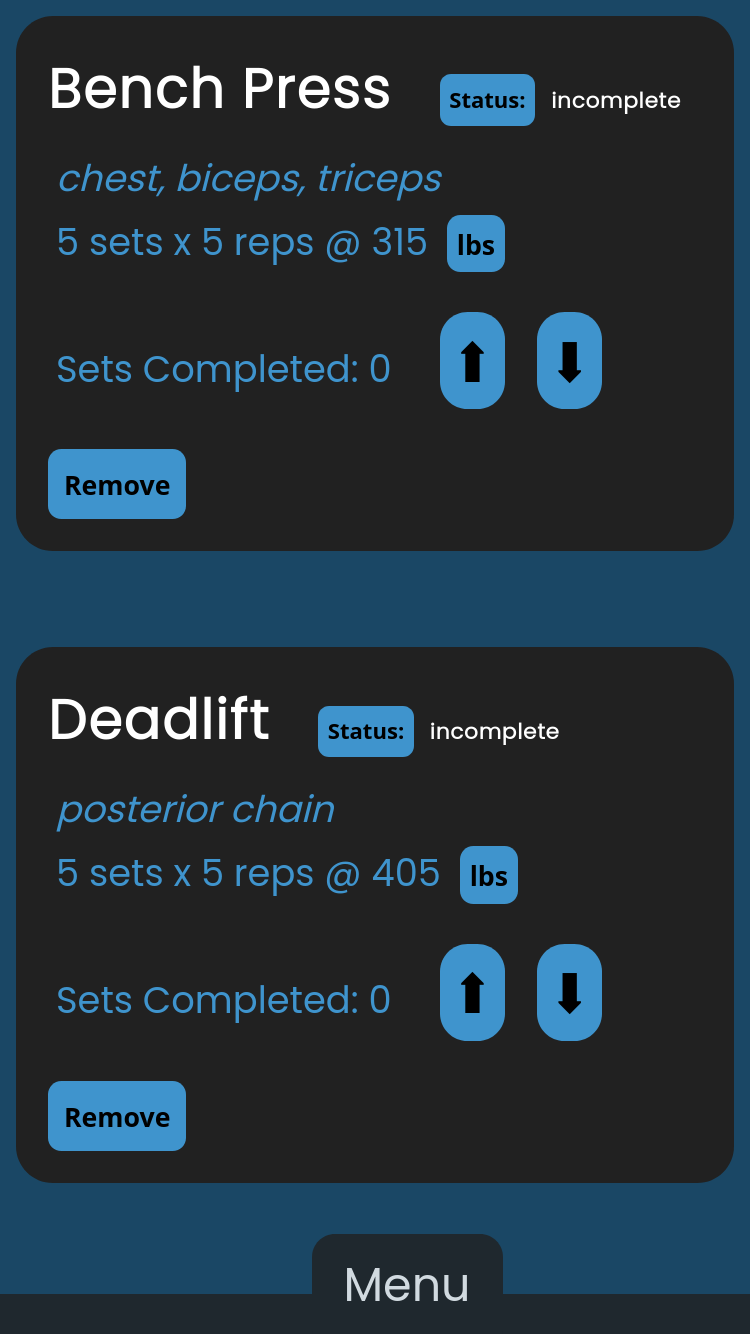 Bench Press Status: incomplete
chest, biceps, triceps
5 sets x 5 reps @ 315 lbs
Sets Completed: 0 ⬆ ⬇
Remove
Deadlift Status: incomplete
posterior chain
5 sets x 5 reps @ 405 lbs
Sets Completed: 0 ⬆ ⬇
Remove
Menu